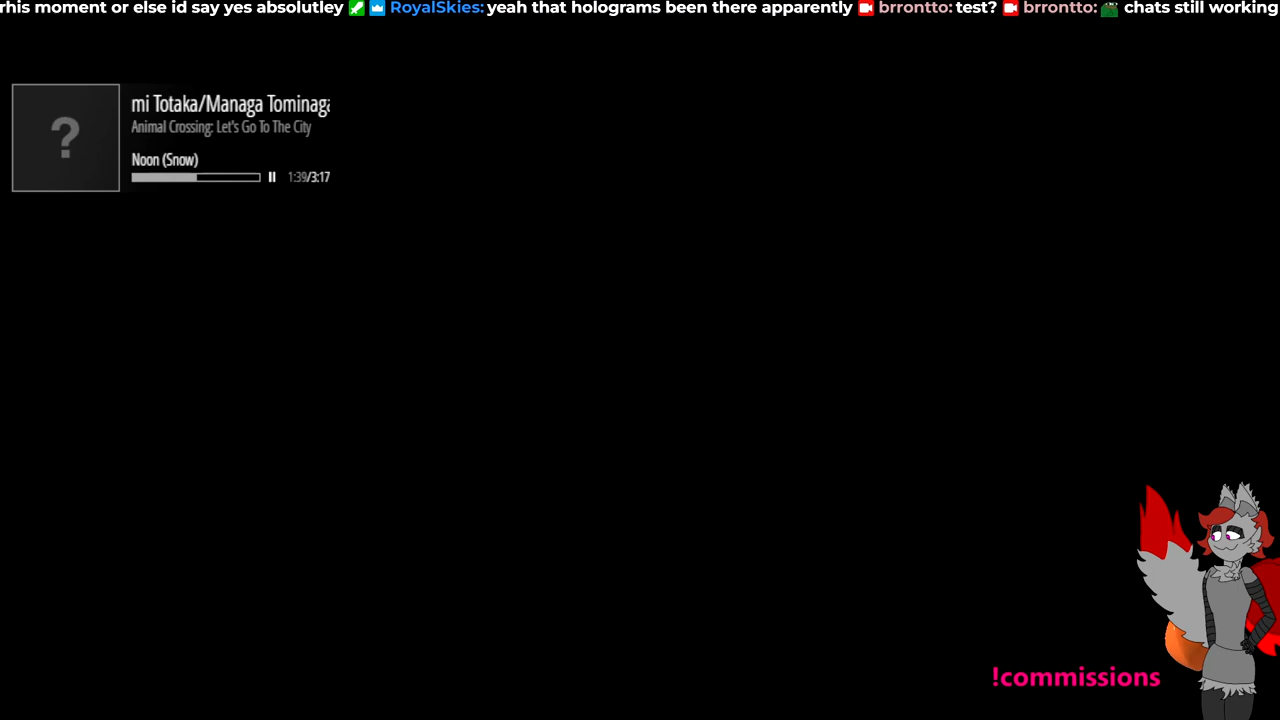 rhis moment or else id say yes absolutley RoyalSkies: yeah that holograms been there apparently brrontto: test? brrontto: chats still working
mi Totaka/Managa Tominaga
Animal Crossing: Let's Go To The City
Noon (Snow)
1:39/3:17
!commissions